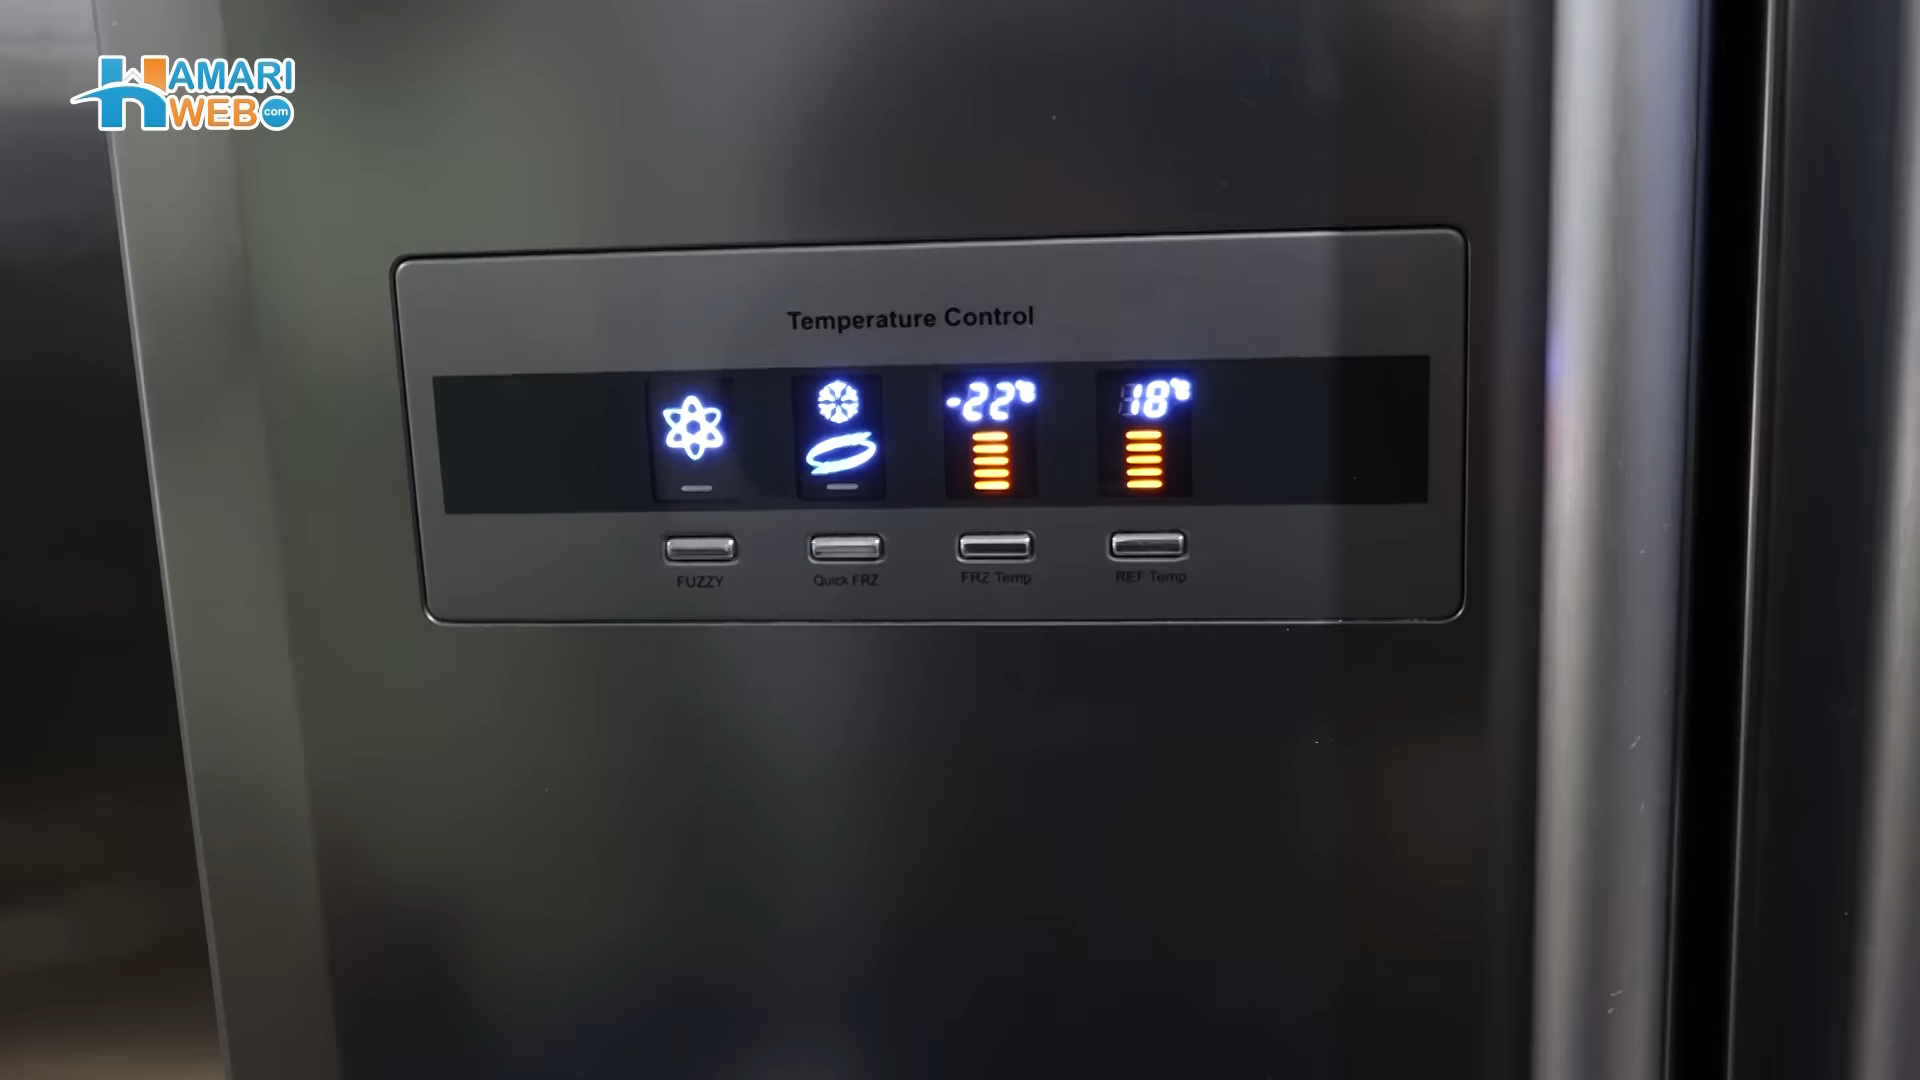 HAMARI
WEB.com
Temperature Control
-22°C
18°C
FUZZY
Quick FRZ
FRZ Temp
REF Temp